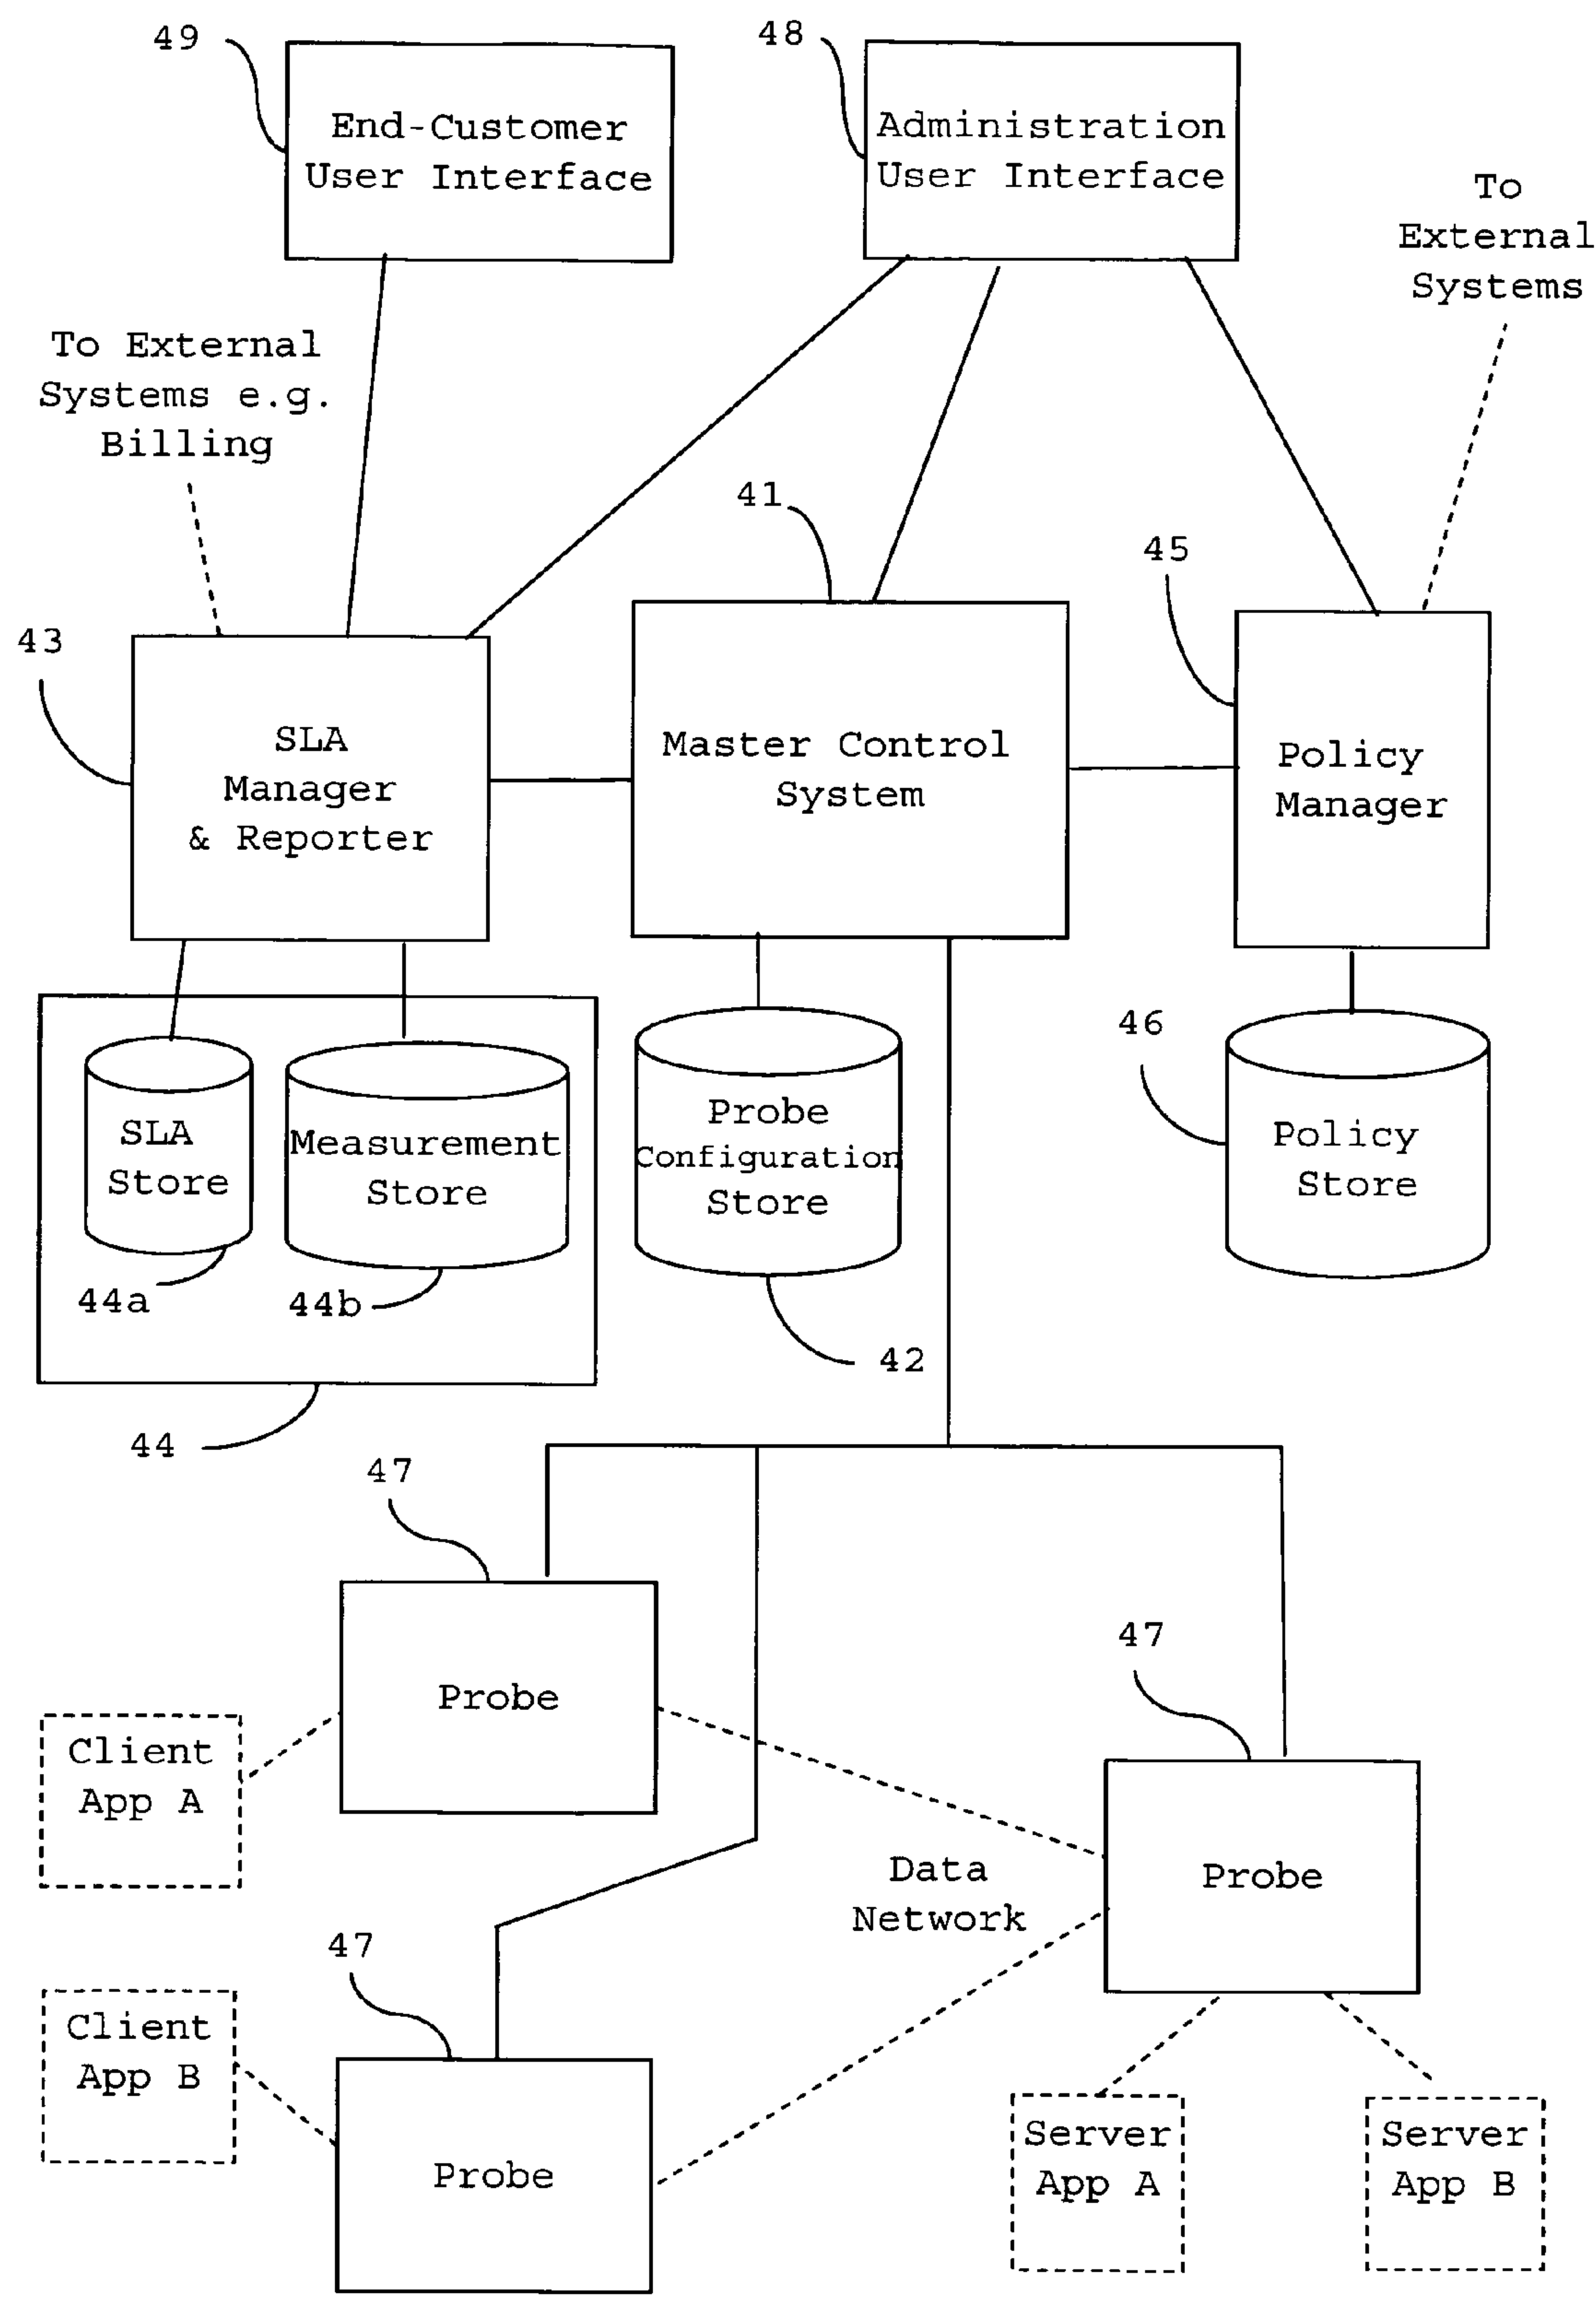 49
End-Customer
User Interface
48
Administration
User Interface
To
External
Systems
To External
Systems e.g.
Billing
41
45
43
SLA
Manager
& Reporter
Master Control
System
Policy
Manager
46
SLA
Store
Measurement
Store
Probe
Configuration
Store
Policy
Store
44a
44b
42
44
47
Probe
47
Client
App A
Probe
Data
Network
47
Client
App B
Probe
Server
App A
Server
App B